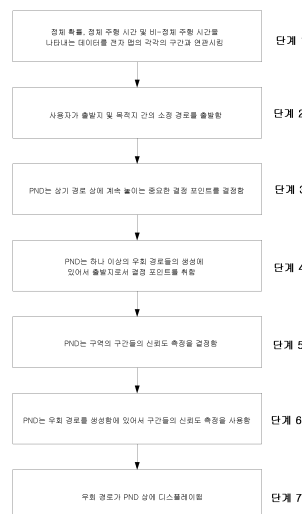 정체 확률, 정체 주행 시간 및 비-정체 주행 시간을
나타내는 데이터를 전자 맵의 각각의 구간과 연관시킴
단계
사용자가 출발지 및 목적지 간의 소정 경로를 출발함
단계 2
PND는 상기 경로 상에 계속 놓이는 중요한 결정 포인트를 결정함
단계 3
PND는 하나 이상의 우회 경로들의 생성에
있어서 출발지로서 결정 포인트를 취함
단계 4
PND는 구역의 구간들의 신뢰도 측정을 결정함
단계 5
PND는 우회 경로를 생성함에 있어서 구간들의 신뢰도 측정을 사용함
단계 6
우회 경로가 PND 상에 디스플레이됨
단계 7